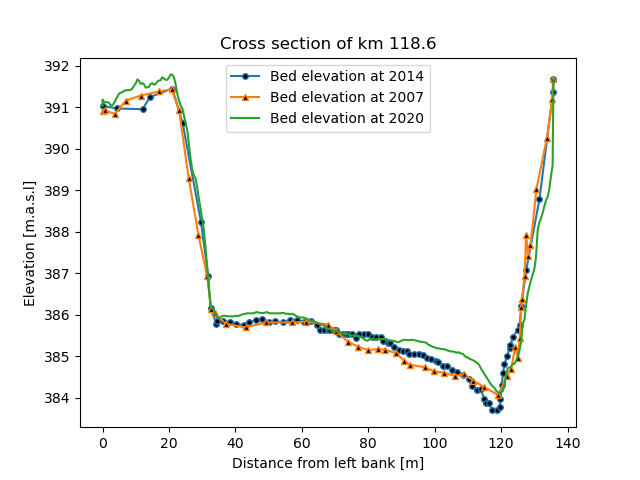 Cross section of km 118.6
Bed elevation at 2014
Bed elevation at 2007
Bed elevation at 2020
Elevation [m.a.s.l]
392
391
390
389
388
387
386
385
384
0 20 40 60 80 100 120 140
Distance from left bank [m]